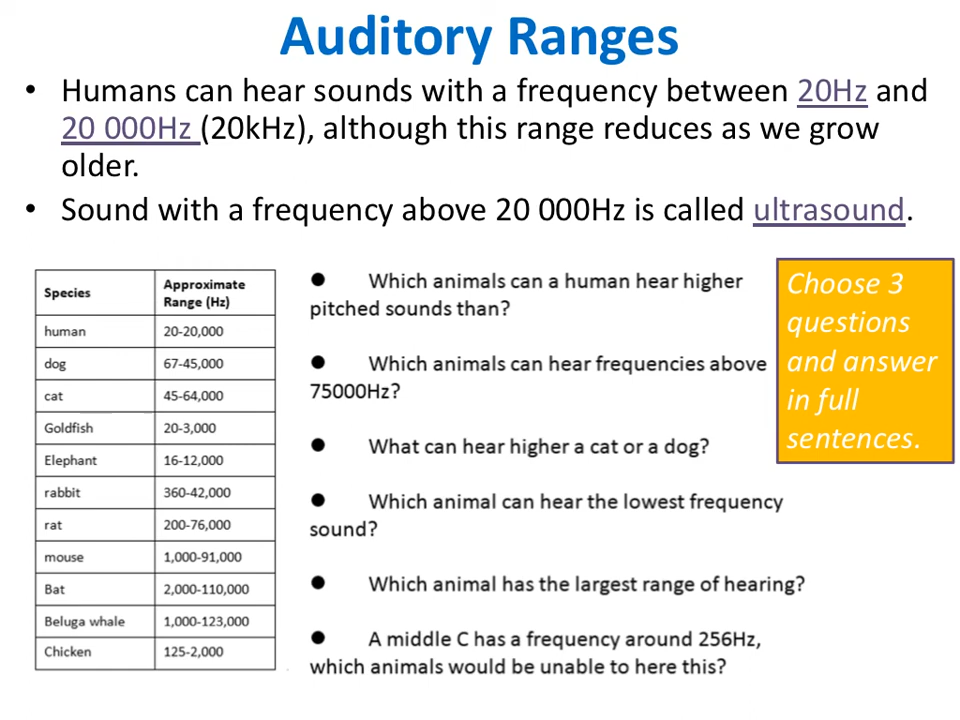 Auditory Ranges
• Humans can hear sounds with a frequency between 20Hz and
20 000Hz (20kHz), although this range reduces as we grow
older.
• Sound with a frequency above 20 000Hz is called ultrasound.
Species Approximate Range (Hz)
human 20-20,000
dog 67-45,000
cat 45-64,000
Goldfish 20-3,000
Elephant 16-12,000
rabbit 360-42,000
rat 200-76,000
mouse 1,000-91,000
Bat 2,000-110,000
Beluga whale 1,000-123,000
Chicken 125-2,000
● Which animals can a human hear higher
pitched sounds than?
● Which animals can hear frequencies above
75000Hz?
● What can hear higher a cat or a dog?
● Which animal can hear the lowest frequency
sound?
● Which animal has the largest range of hearing?
● A middle C has a frequency around 256Hz,
which animals would be unable to here this?
Choose 3
questions
and answer
in full
sentences.